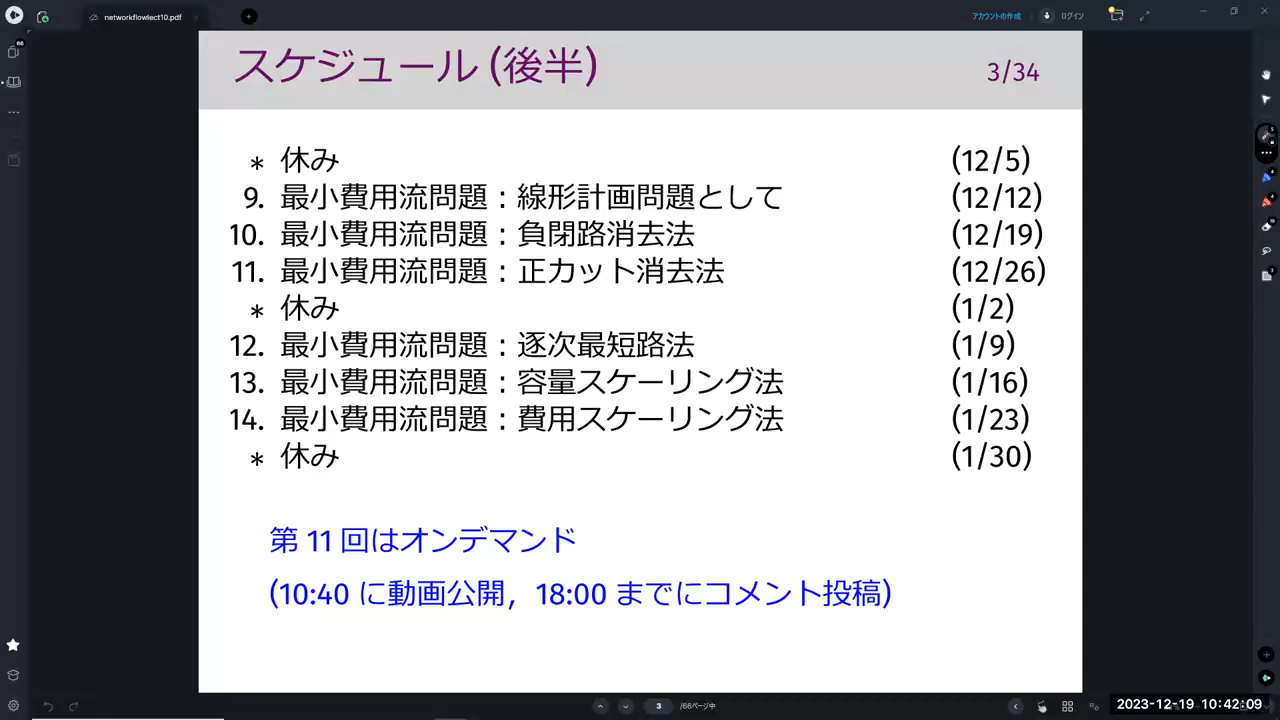 networkflowlect10.pdf
アカウントの作成
ログイン
スケジュール (後半)
3/34
* 休み (12/5)
9. 最小費用流問題：線形計画問題として (12/12)
10. 最小費用流問題：負閉路消去法 (12/19)
11. 最小費用流問題：正カット消去法 (12/26)
* 休み (1/2)
12. 最小費用流問題：逐次最短路法 (1/9)
13. 最小費用流問題：容量スケーリング法 (1/16)
14. 最小費用流問題：費用スケーリング法 (1/23)
* 休み (1/30)
第 11 回はオンデマンド
(10:40 に動画公開，18:00 までにコメント投稿)
3 /66ページ中
2023-12-19 10:42:09